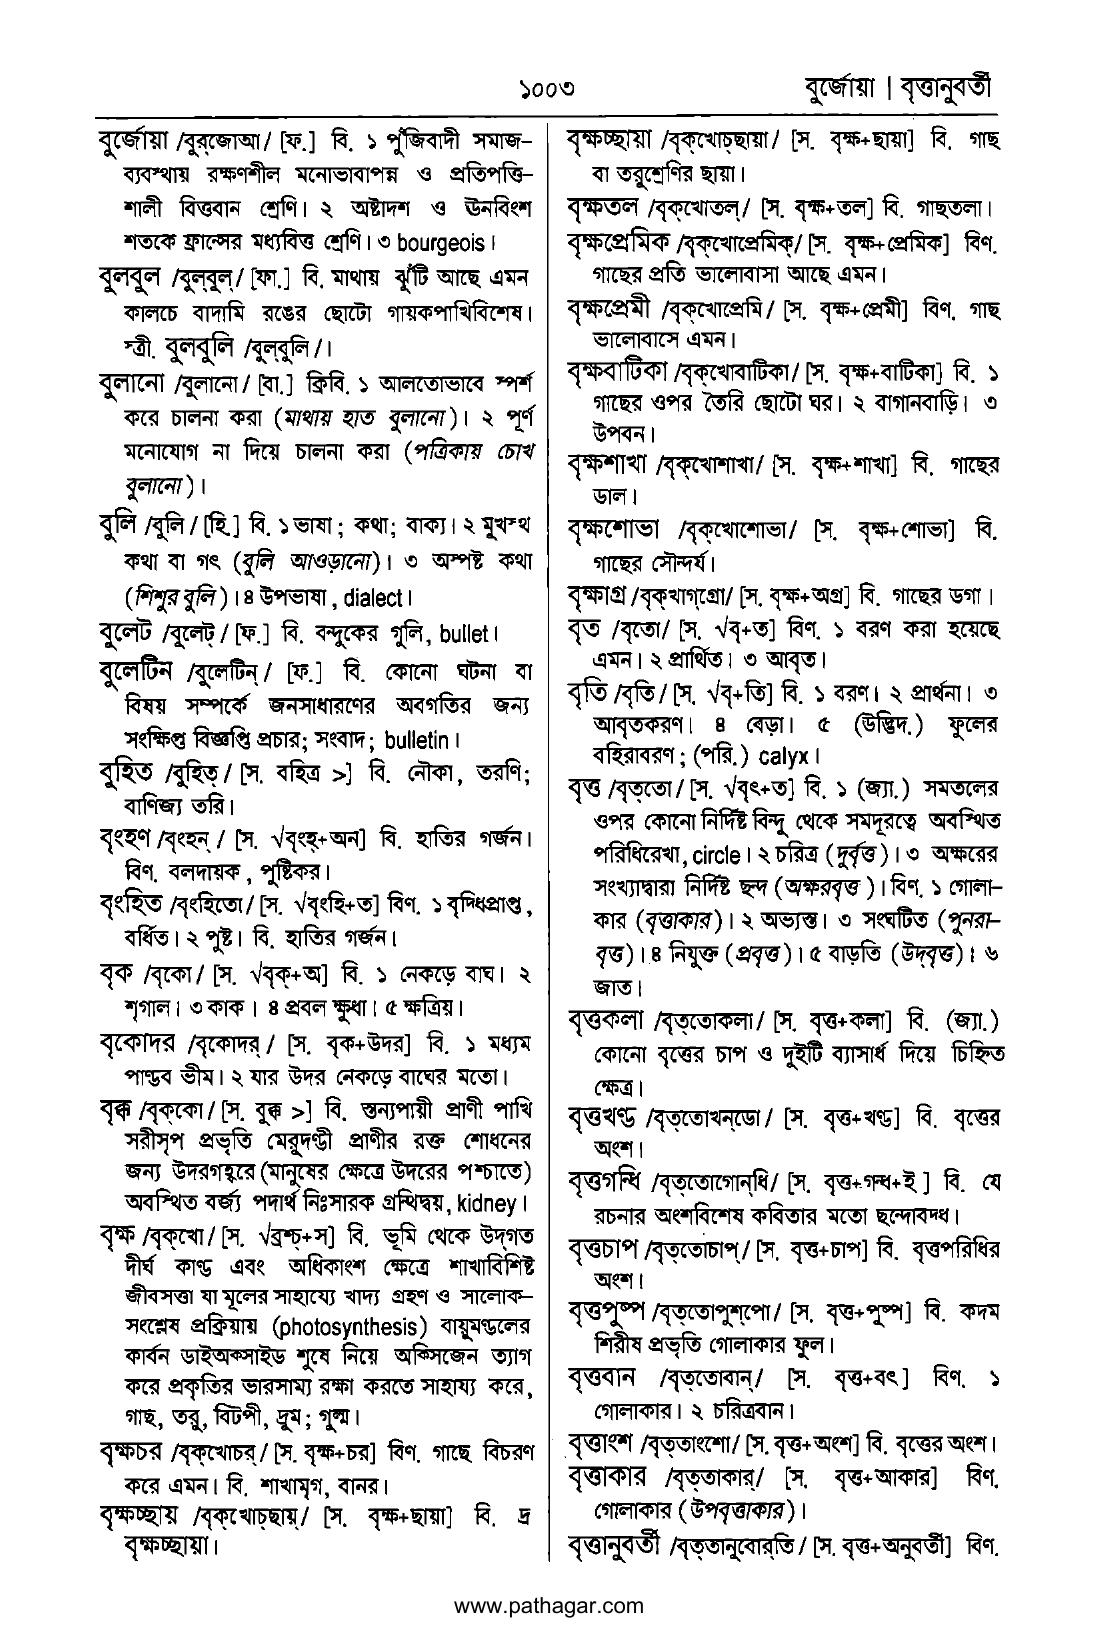 ১০০৩
বুর্জোয়া | বৃত্তানুবর্তী
বুর্জোয়া /বুর্‌জোআ/ [ফ.] বি. ১ পুঁজিবাদী সমাজ-
ব্যবস্থায় রক্ষণশীল মনোভাবাপন্ন ও প্রতিপত্তি-
শালী বিত্তবান শ্রেণি। ২ অষ্টাদশ ও ঊনবিংশ
শতকে ফ্রান্সের মধ্যবিত্ত শ্রেণি। ৩ bourgeois।
বুলবুল /বুল্‌বুল্‌/ [ফা.] বি. মাথায় ঝুঁটি আছে এমন
কালচে বাদামি রঙের ছোটো গায়কপাখিবিশেষ।
স্ত্রী. বুলবুলি /বুল্‌বুলি/।
বুলানো /বুলানো/ [বা.] ক্রিবি. ১ আলতোভাবে স্পর্শ
করে চালনা করা (মাথায় হাত বুলানো)। ২ পূর্ণ
মনোযোগ না দিয়ে চালনা করা (পত্রিকায় চোখ
বুলানো)।
বুলি /বুলি/ [হি.] বি. ১ ভাষা; কথা; বাক্য। ২ মুখস্থ
কথা বা গৎ (বুলি আওড়ানো)। ৩ অস্পষ্ট কথা
(শিশুর বুলি)। ৪ উপভাষা, dialect।
বুলেট /বুলেট্‌/ [ফ.] বি. বন্দুকের গুলি, bullet।
বুলেটিন /বুলেটিন্‌/ [ফ.] বি. কোনো ঘটনা বা
বিষয় সম্পর্কে জনসাধারণের অবগতির জন্য
সংক্ষিপ্ত বিজ্ঞপ্তি প্রচার; সংবাদ; bulletin।
বুহিত /বুহিত্‌/ [স. বহিত্র >] বি. নৌকা, তরণি;
বাণিজ্য তরি।
বৃংহণ /বৃংহন্‌/ [স. √বৃংহ্‌+অন] বি. হাতির গর্জন।
বিণ. বলদায়ক, পুষ্টিকর।
বৃংহিত /বৃংহিতো/ [স. √বৃংহি+ত] বিণ. ১ বৃদ্ধিপ্রাপ্ত,
বর্ধিত। ২ পুষ্ট। বি. হাতির গর্জন।
বৃক /বৃকো/ [স. √বৃক্‌+অ] বি. ১ নেকড়ে বাঘ। ২
শৃগাল। ৩ কাক। ৪ প্রবল ক্ষুধা। ৫ ক্ষত্রিয়।
বৃকোদর /বৃকোদর্‌/ [স. বৃক+উদর] বি. ১ মধ্যম
পাণ্ডব ভীম। ২ যার উদর নেকড়ে বাঘের মতো।
বৃক্ক /বৃক্‌কো/ [স. বুক্ক >] বি. স্তন্যপায়ী প্রাণী পাখি
সরীসৃপ প্রভৃতি মেরুদণ্ডী প্রাণীর রক্ত শোধনের
জন্য উদরগহ্বরে (মানুষের ক্ষেত্রে উদরের পশ্চাতে)
অবস্থিত বর্জ্য পদার্থ নিঃসারক গ্রন্থিদ্বয়, kidney।
বৃক্ষ /বৃক্‌খো/ [স. √ব্রশ্চ্‌+স] বি. ভূমি থেকে উদ্গত
দীর্ঘ কাণ্ড এবং অধিকাংশ ক্ষেত্রে শাখাবিশিষ্ট
জীবসত্তা যা মূলের সাহায্যে খাদ্য গ্রহণ ও সালোক-
সংশ্লেষ প্রক্রিয়ায় (photosynthesis) বায়ুমণ্ডলের
কার্বন ডাইঅক্সাইড শুষে নিয়ে অক্সিজেন ত্যাগ
করে প্রকৃতির ভারসাম্য রক্ষা করতে সাহায্য করে,
গাছ, তরু, বিটপী, দ্রুম; গুল্ম।
বৃক্ষচর /বৃক্‌খোচর্‌/ [স. বৃক্ষ+চর] বিণ. গাছে বিচরণ
করে এমন। বি. শাখামৃগ, বানর।
বৃক্ষচ্ছায় /বৃক্‌খোচ্‌ছায়্‌/ [স. বৃক্ষ+ছায়া] বি. দ্র
বৃক্ষচ্ছায়া।
বৃক্ষচ্ছায়া /বৃক্‌খোচ্‌ছায়া/ [স. বৃক্ষ+ছায়া] বি. গাছ
বা তরুশ্রেণির ছায়া।
বৃক্ষতল /বৃক্‌খোতল্‌/ [স. বৃক্ষ+তল] বি. গাছতলা।
বৃক্ষপ্রেমিক /বৃক্‌খোপ্রেমিক্‌/ [স. বৃক্ষ+প্রেমিক] বিণ.
গাছের প্রতি ভালোবাসা আছে এমন।
বৃক্ষপ্রেমী /বৃক্‌খোপ্রেমি/ [স. বৃক্ষ+প্রেমী] বিণ. গাছ
ভালোবাসে এমন।
বৃক্ষবাটিকা /বৃক্‌খোবাটিকা/ [স. বৃক্ষ+বাটিকা] বি. ১
গাছের ওপর তৈরি ছোটো ঘর। ২ বাগানবাড়ি। ৩
উপবন।
বৃক্ষশাখা /বৃক্‌খোশাখা/ [স. বৃক্ষ+শাখা] বি. গাছের
ডাল।
বৃক্ষশোভা /বৃক্‌খোশোভা/ [স. বৃক্ষ+শোভা] বি.
গাছের সৌন্দর্য।
বৃক্ষাগ্র /বৃক্‌খাগ্‌গ্রো/ [স. বৃক্ষ+অগ্র] বি. গাছের ডগা।
বৃত /বৃতো/ [স. √বৃ+ত] বিণ. ১ বরণ করা হয়েছে
এমন। ২ প্রার্থিত। ৩ আবৃত।
বৃতি /বৃতি/ [স. √বৃ+তি] বি. ১ বরণ। ২ প্রার্থনা। ৩
আবৃতকরণ। ৪ বেড়া। ৫ (উদ্ভিদ.) ফুলের
বহিরাবরণ; (পরি.) calyx।
বৃত্ত /বৃত্‌তো/ [স. √বৃৎ+ত] বি. ১ (জ্যা.) সমতলের
ওপর কোনো নির্দিষ্ট বিন্দু থেকে সমদূরত্বে অবস্থিত
পরিধিরেখা, circle। ২ চরিত্র (দুর্বৃত্ত)। ৩ অক্ষরের
সংখ্যাদ্বারা নির্দিষ্ট ছন্দ (অক্ষরবৃত্ত)। বিণ. ১ গোলা-
কার (বৃত্তাকার)। ২ অভ্যস্ত। ৩ সংঘটিত (পুনরা-
বৃত্ত)। ৪ নিযুক্ত (প্রবৃত্ত)। ৫ বাড়তি (উদ্‌বৃত্ত)। ৬
জাত।
বৃত্তকলা /বৃত্‌তোকলা/ [স. বৃত্ত+কলা] বি. (জ্যা.)
কোনো বৃত্তের চাপ ও দুইটি ব্যাসার্ধ দিয়ে চিহ্নিত
ক্ষেত্র।
বৃত্তখণ্ড /বৃত্‌তোখন্‌ডো/ [স. বৃত্ত+খণ্ড] বি. বৃত্তের
অংশ।
বৃত্তগন্ধি /বৃত্‌তোগোন্‌ধি/ [স. বৃত্ত+গন্ধ+ই] বি. যে
রচনার অংশবিশেষ কবিতার মতো ছন্দোবদ্ধ।
বৃত্তচাপ /বৃত্‌তোচাপ্‌/ [স. বৃত্ত+চাপ] বি. বৃত্তপরিধির
অংশ।
বৃত্তপুষ্প /বৃত্‌তোপুশ্‌পো/ [স. বৃত্ত+পুষ্প] বি. কদম
শিরীষ প্রভৃতি গোলাকার ফুল।
বৃত্তবান /বৃত্‌তোবান্‌/ [স. বৃত্ত+বৎ] বিণ. ১
গোলাকার। ২ চরিত্রবান।
বৃত্তাংশ /বৃত্‌তাংশো/ [স. বৃত্ত+অংশ] বি. বৃত্তের অংশ।
বৃত্তাকার /বৃত্‌তাকার্‌/ [স. বৃত্ত+আকার] বিণ.
গোলাকার (উপবৃত্তাকার)।
বৃত্তানুবর্তী /বৃত্‌তানুবোর্‌তি/ [স. বৃত্ত+অনুবর্তী] বিণ.
www.pathagar.com